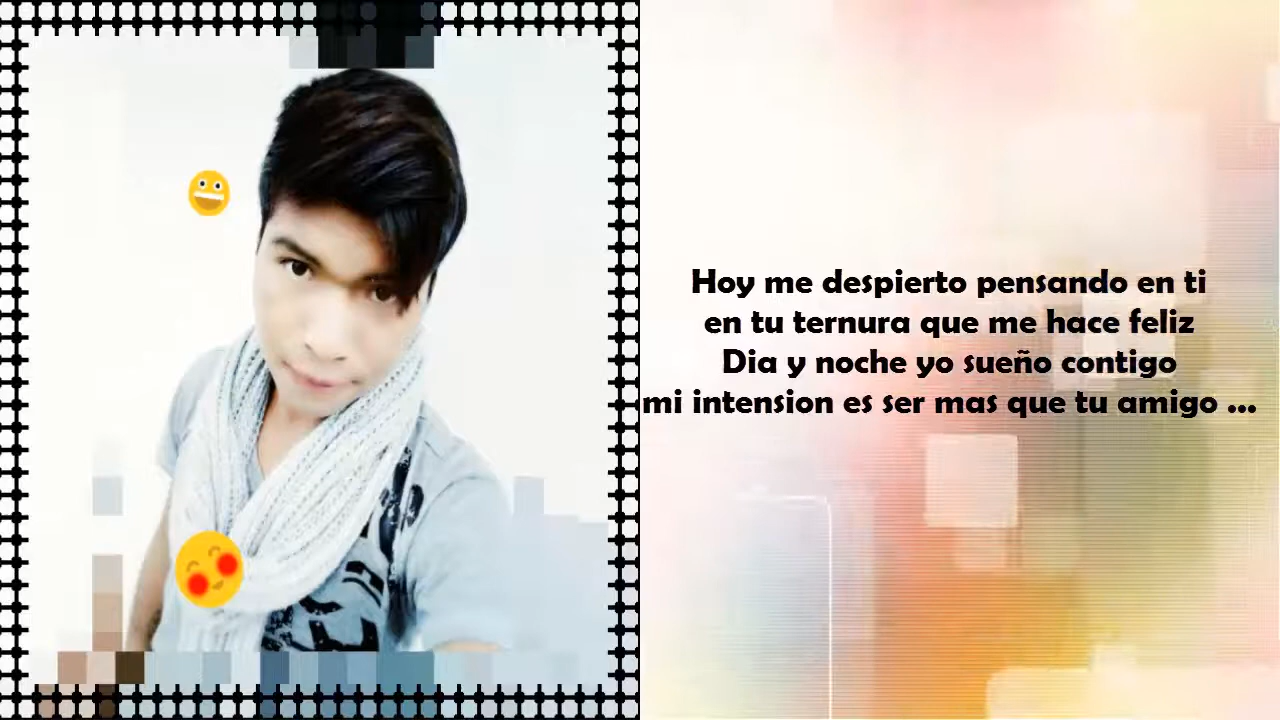 Hoy me despierto pensando en ti
en tu ternura que me hace feliz
Dia y noche yo sueño contigo
mi intension es ser mas que tu amigo ...